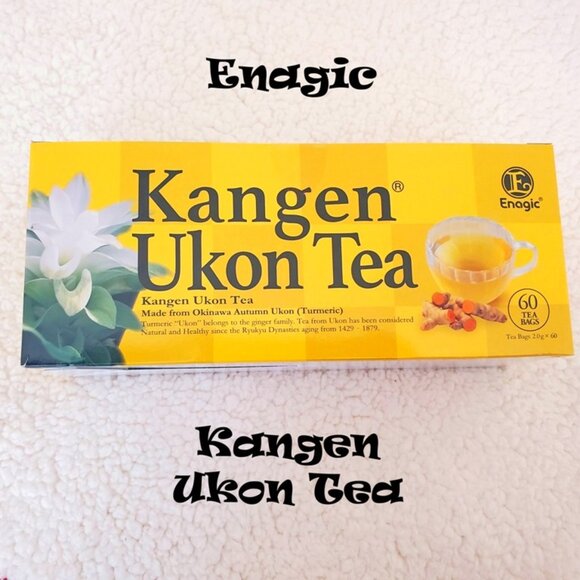 Enagic
Kangen®
Ukon Tea
E
Enagic®
Kangen Ukon Tea
Made from Okinawa Autumn Ukon (Turmeric)
Turmeric "Ukon" belongs to the ginger family. Tea from Ukon has been considered
Natural and Healthy since the Ryukyu Dynasties aging from 1429 - 1879.
60
TEA
BAGS
Tea Bags 2.0g × 60
Kangen
Ukon Tea